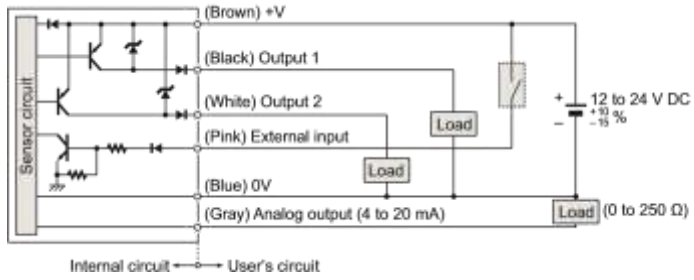 (Brown) +V
(Black) Output 1
(White) Output 2
(Pink) External input
(Blue) 0V
(Gray) Analog output (4 to 20 mA)
Sensor circuit
Load
Load
Load
+
−
12 to 24 V DC
+10
−15 %
(0 to 250 Ω)
Internal circuit
User's circuit